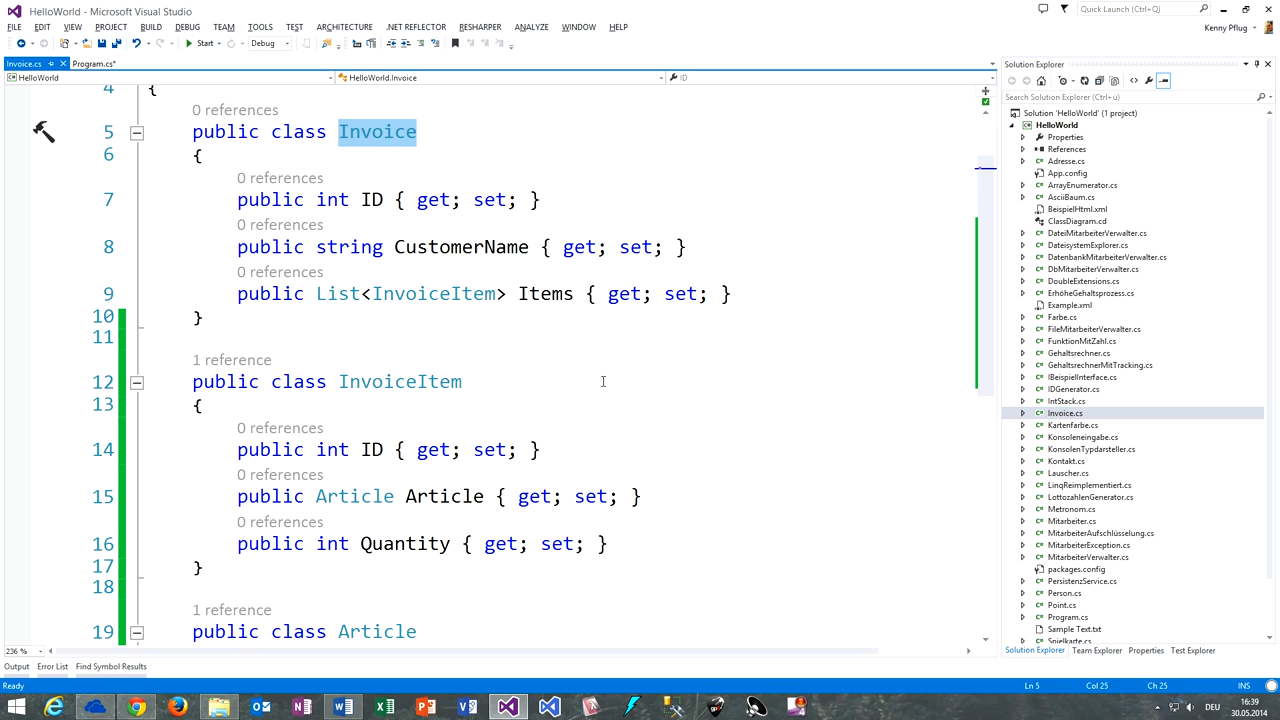 HelloWorld - Microsoft Visual Studio
Quick Launch (Ctrl+Q)
FILE EDIT VIEW PROJECT BUILD DEBUG TEAM TOOLS TEST ARCHITECTURE .NET REFLECTOR RESHARPER ANALYZE WINDOW HELP
Kenny Pflug
Start Debug
Invoice.cs Program.cs*
HelloWorld HelloWorld.Invoice ID
4 {
0 references
5 public class Invoice
6 {
0 references
7 public int ID { get; set; }
0 references
8 public string CustomerName { get; set; }
0 references
9 public List<InvoiceItem> Items { get; set; }
10 }
11
1 reference
12 public class InvoiceItem
13 {
0 references
14 public int ID { get; set; }
0 references
15 public Article Article { get; set; }
0 references
16 public int Quantity { get; set; }
17 }
18
1 reference
19 public class Article
236 %
Solution Explorer
Search Solution Explorer (Ctrl+ü)
Solution 'HelloWorld' (1 project)
HelloWorld
Properties
References
Adresse.cs
App.config
ArrayEnumerator.cs
AsciiBaum.cs
BeispielHtml.xml
ClassDiagram.cd
DateiMitarbeiterVerwalter.cs
DateisystemExplorer.cs
DatenbankMitarbeiterVerwalter.cs
DbMitarbeiterVerwalter.cs
DoubleExtensions.cs
ErhöheGehaltsprozess.cs
Example.xml
Farbe.cs
FileMitarbeiterVerwalter.cs
FunktionMitZahl.cs
Gehaltsrechner.cs
GehaltsrechnerMitTracking.cs
IBeispielInterface.cs
IDGenerator.cs
IntStack.cs
Invoice.cs
Kartenfarbe.cs
Konsoleneingabe.cs
KonsolenTypdarsteller.cs
Kontakt.cs
Lauscher.cs
LinqReimplementiert.cs
LottozahlenGenerator.cs
Metronom.cs
Mitarbeiter.cs
MitarbeiterAufschlüsselung.cs
MitarbeiterException.cs
MitarbeiterVerwalter.cs
packages.config
PersistenzService.cs
Person.cs
Point.cs
Program.cs
Sample Text.txt
Spielkarte.cs
Solution Explorer Team Explorer Properties Test Explorer
Output Error List Find Symbol Results
Ready Ln 5 Col 25 Ch 25 INS
DEU
16:39
30.05.2014